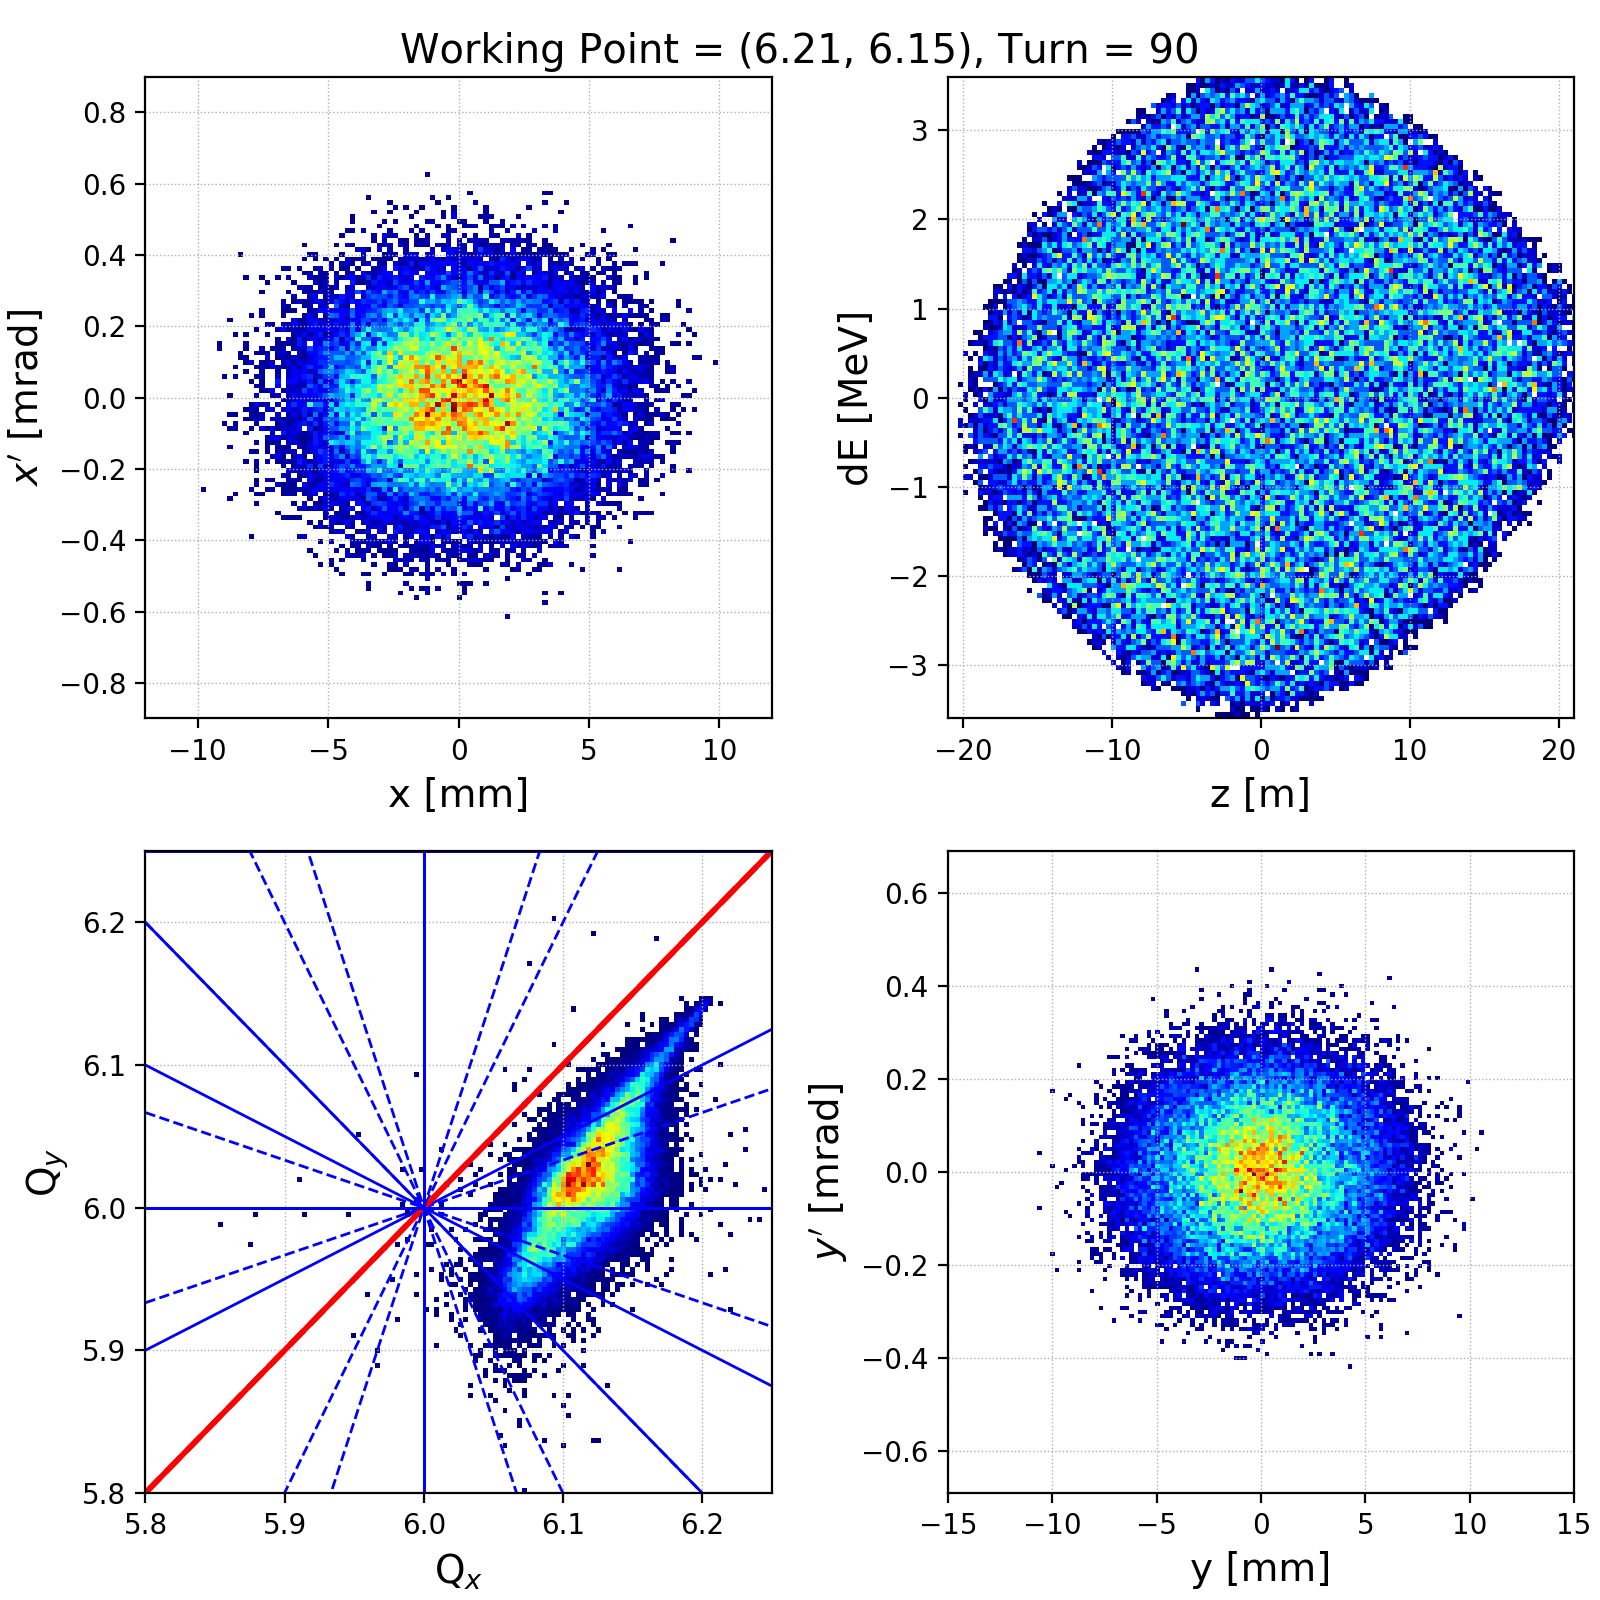 Working Point = (6.21, 6.15), Turn = 90
0.8
0.6
0.4
0.2
0.0
−0.2
−0.4
−0.6
−0.8
x′ [mrad]
−10 −5 0 5 10
x [mm]
3
2
1
0
−1
−2
−3
dE [MeV]
−20 −10 0 10 20
z [m]
6.2
6.1
6.0
5.9
5.8
Qy
5.8 5.9 6.0 6.1 6.2
Qx
0.6
0.4
0.2
0.0
−0.2
−0.4
−0.6
y′ [mrad]
−15 −10 −5 0 5 10 15
y [mm]